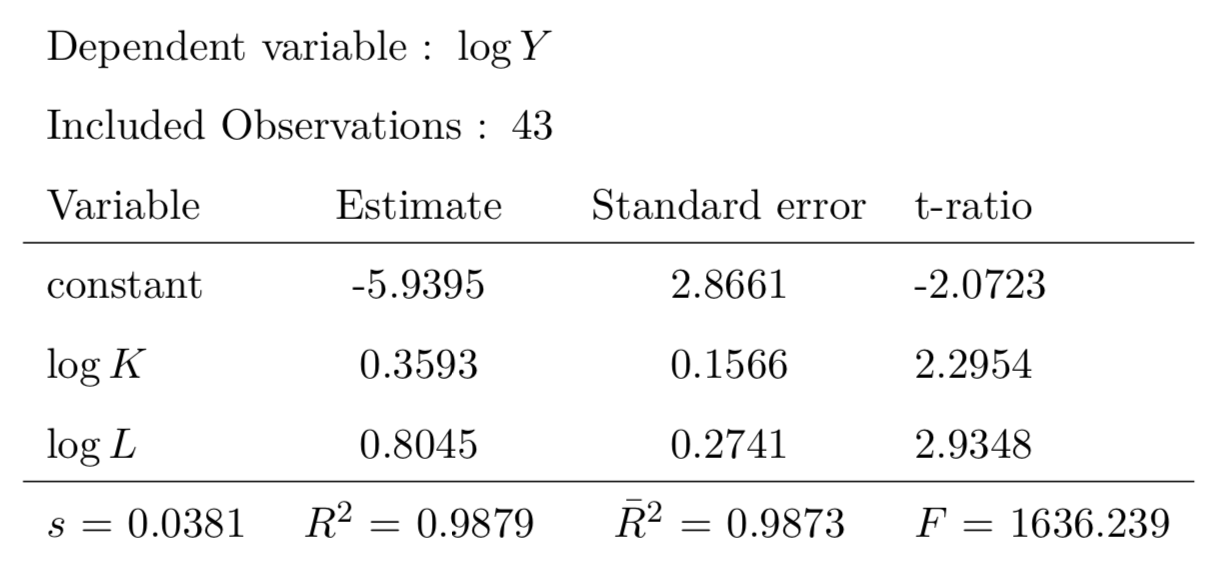 Dependent variable : log Y
Included Observations : 43
Variable Estimate Standard error t-ratio
constant -5.9395 2.8661 -2.0723
log K 0.3593 0.1566 2.2954
log L 0.8045 0.2741 2.9348
s = 0.0381 R² = 0.9879 R̄² = 0.9873 F = 1636.239